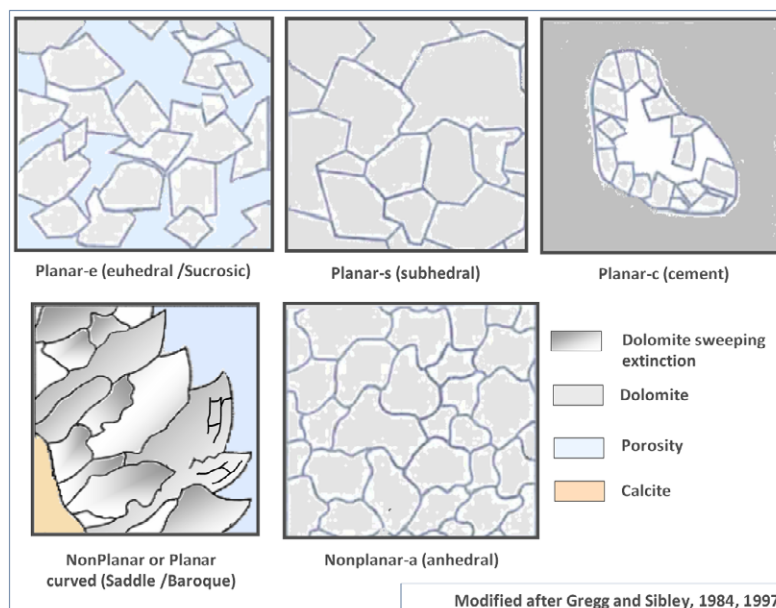 Planar-e (euhedral /Sucrosic)
Planar-s (subhedral)
Planar-c (cement)
NonPlanar or Planar
curved (Saddle /Baroque)
Nonplanar-a (anhedral)
Dolomite sweeping
extinction
Dolomite
Porosity
Calcite
Modified after Gregg and Sibley, 1984, 1997